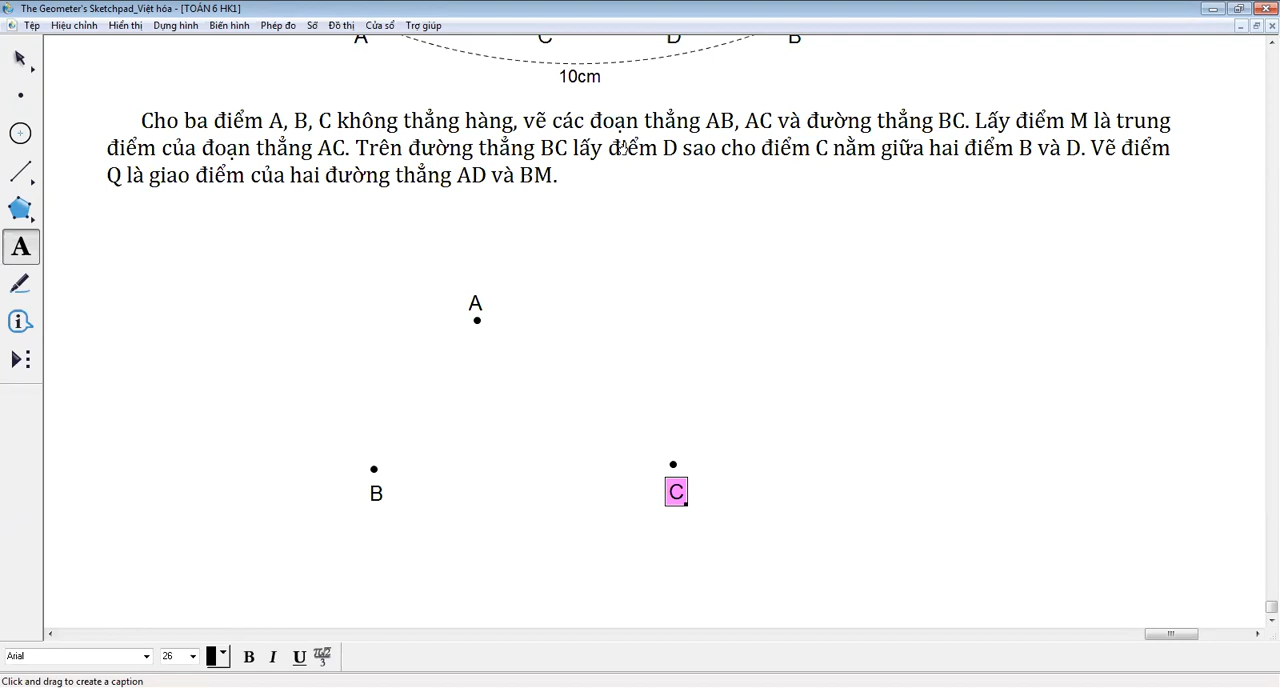 The Geometer's Sketchpad_Việt hóa - [TOÁN 6 HK1]
Tệp Hiệu chỉnh Hiển thị Dựng hình Biến hình Phép đo Số Đồ thị Cửa sổ Trợ giúp
A C D B
10cm
Cho ba điểm A, B, C không thẳng hàng, vẽ các đoạn thẳng AB, AC và đường thẳng BC. Lấy điểm M là trung
điểm của đoạn thẳng AC. Trên đường thẳng BC lấy điểm D sao cho điểm C nằm giữa hai điểm B và D. Vẽ điểm
Q là giao điểm của hai đường thẳng AD và BM.
A
A
B
C
Arial 26 B I U
Click and drag to create a caption